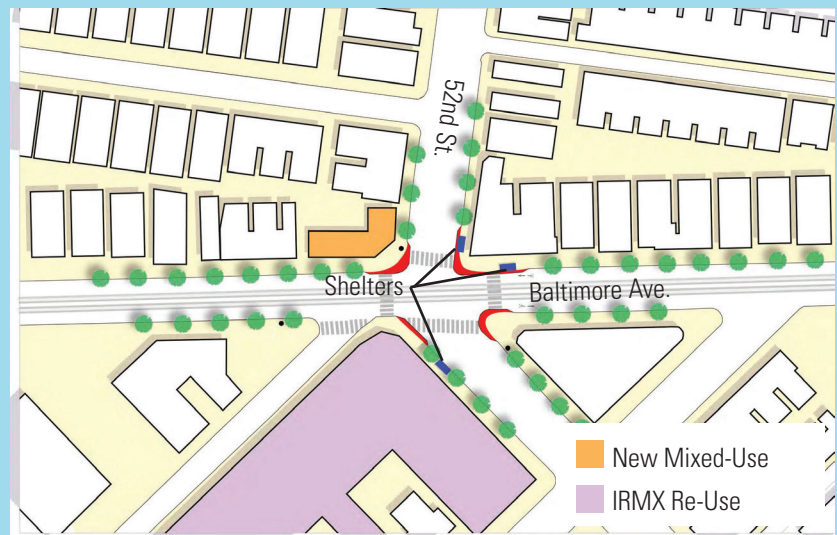 52nd St.
Shelters
Baltimore Ave.
New Mixed-Use
IRMX Re-Use